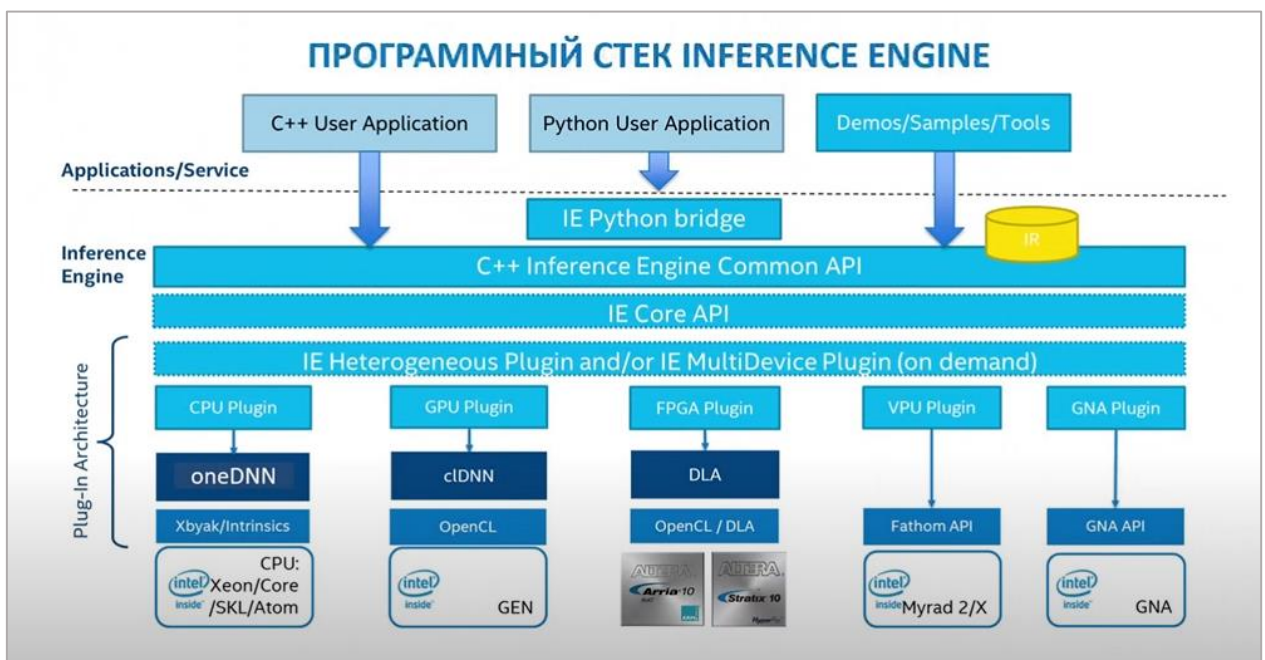 ПРОГРАММНЫЙ СТЕК INFERENCE ENGINE
C++ User Application
Python User Application
Demos/Samples/Tools
Applications/Service
IE Python bridge
IR
Inference
Engine
C++ Inference Engine Common API
IE Core API
IE Heterogeneous Plugin and/or IE MultiDevice Plugin (on demand)
Plug-In Architecture
CPU Plugin
GPU Plugin
FPGA Plugin
VPU Plugin
GNA Plugin
oneDNN
clDNN
DLA
Xbyak/Intrinsics
OpenCL
OpenCL / DLA
Fathom API
GNA API
intel inside
CPU:
Xeon/Core
/SKL/Atom
intel inside
GEN
ALTERA
Arria 10
ALTERA
Stratix 10
intel inside
Myrad 2/X
intel inside
GNA